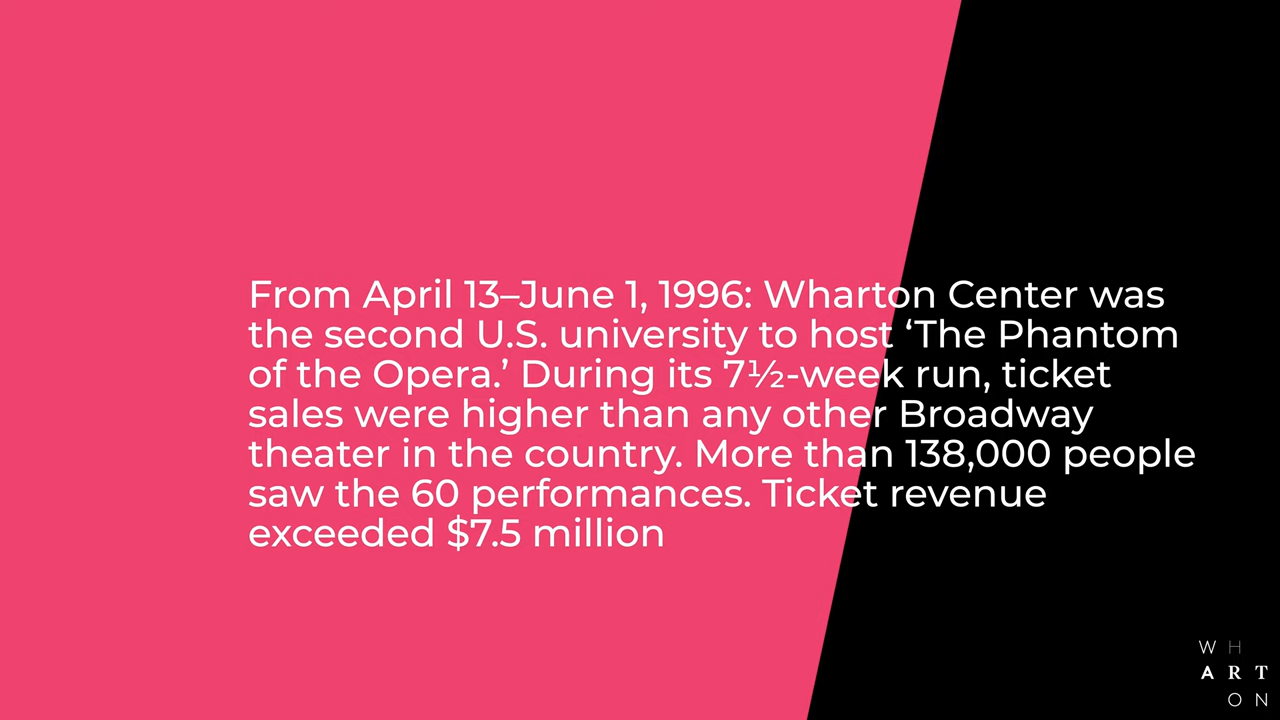 From April 13–June 1, 1996: Wharton Center was
the second U.S. university to host ‘The Phantom
of the Opera.’ During its 7½-week run, ticket
sales were higher than any other Broadway
theater in the country. More than 138,000 people
saw the 60 performances. Ticket revenue
exceeded $7.5 million
W H
A R T
O N